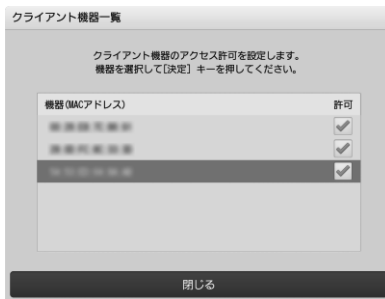 クライアント機器一覧
クライアント機器のアクセス許可を設定します。
機器を選択して［決定］キーを押してください。
機器(MACアドレス) 許可
閉じる